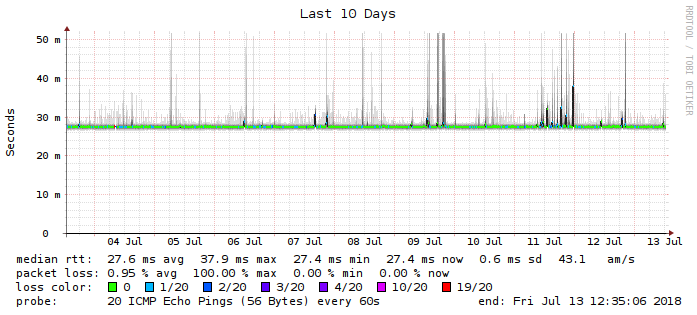 Last 10 Days
RRDTOOL / TOBI OETIKER
Seconds
50 m
40 m
30 m
20 m
10 m
0
04 Jul 05 Jul 06 Jul 07 Jul 08 Jul 09 Jul 10 Jul 11 Jul 12 Jul 13 Jul
median rtt: 27.6 ms avg 37.9 ms max 27.4 ms min 27.4 ms now 0.6 ms sd 43.1 am/s
packet loss: 0.95 % avg 100.00 % max 0.00 % min 0.00 % now
loss color: 0 1/20 2/20 3/20 4/20 10/20 19/20
probe: 20 ICMP Echo Pings (56 Bytes) every 60s end: Fri Jul 13 12:35:06 2018